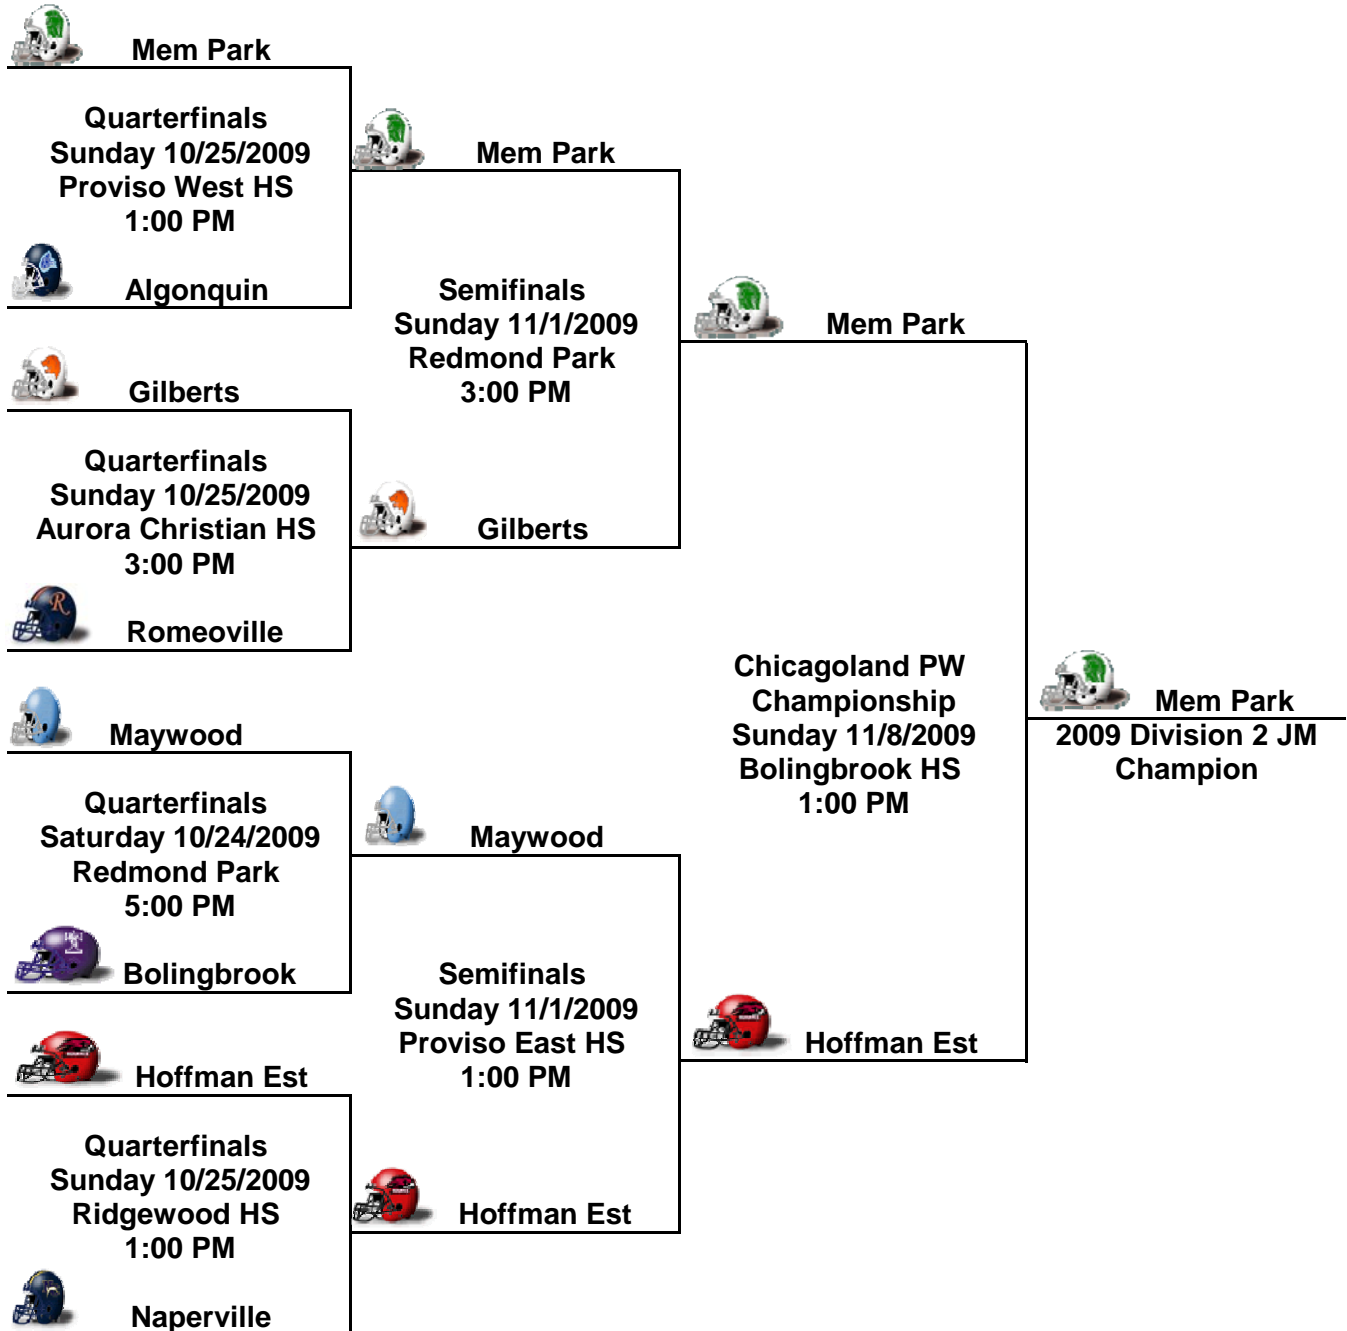 Mem Park
Quarterfinals
Sunday 10/25/2009
Proviso West HS
1:00 PM
Algonquin
Gilberts
Quarterfinals
Sunday 10/25/2009
Aurora Christian HS
3:00 PM
Romeoville
Maywood
Quarterfinals
Saturday 10/24/2009
Redmond Park
5:00 PM
Bolingbrook
Hoffman Est
Quarterfinals
Sunday 10/25/2009
Ridgewood HS
1:00 PM
Naperville
Mem Park
Semifinals
Sunday 11/1/2009
Redmond Park
3:00 PM
Gilberts
Maywood
Semifinals
Sunday 11/1/2009
Proviso East HS
1:00 PM
Hoffman Est
Mem Park
Chicagoland PW
Championship
Sunday 11/8/2009
Bolingbrook HS
1:00 PM
Hoffman Est
Mem Park
2009 Division 2 JM
Champion
R